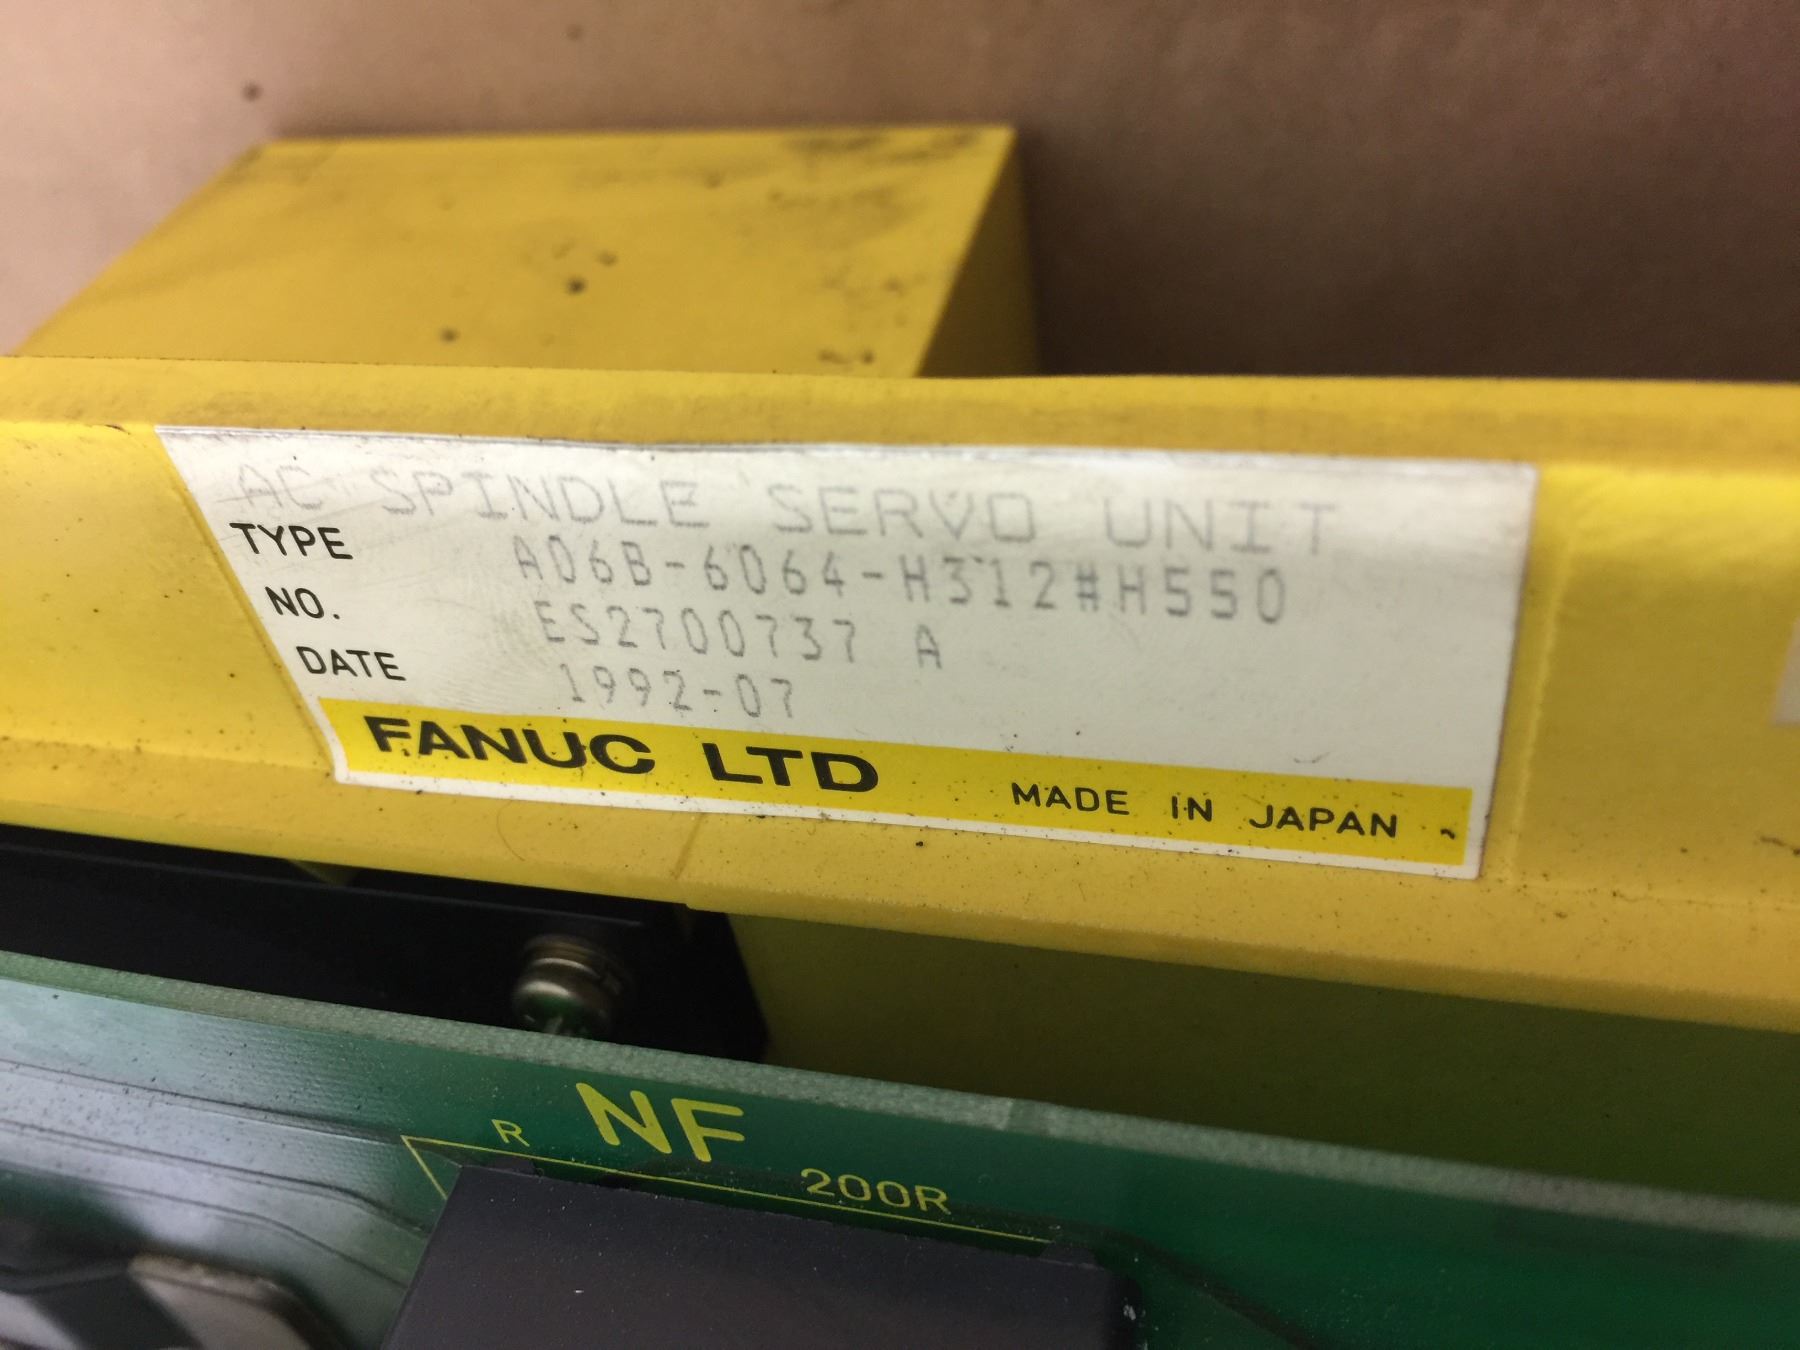 AC SPINDLE SERVO UNIT
TYPE A06B-6064-H312#H550
NO. ES2700737 A
DATE 1992-07
FANUC LTD MADE IN JAPAN
R NF
200R